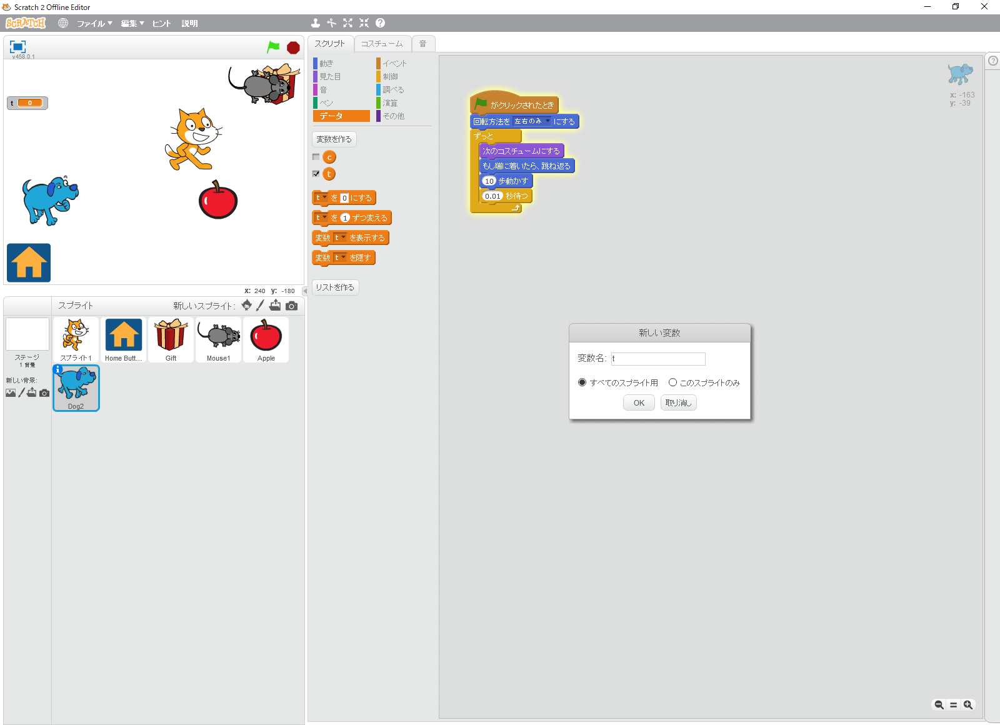 Scratch 2 Offline Editor
SCRATCH ファイル 編集 ヒント 説明
v458.0.1
t 0
x: 240 y: -180
スプライト 新しいスプライト:
ステージ
1 背景
新しい背景:
スプライト1
Home Butt...
Gift
Mouse1
Apple
Dog2
スクリプト コスチューム 音
動き イベント
見た目 制御
音 調べる
ペン 演算
データ その他
変数を作る
c
t
t を 0 にする
t を 1 ずつ変える
変数 t を表示する
変数 t を隠す
リストを作る
がクリックされたとき
回転方法を 左右のみ にする
ずっと
次のコスチュームにする
もし端に着いたら、跳ね返る
10 歩動かす
0.01 秒待つ
x: -163
y: -39
新しい変数
変数名: t
すべてのスプライト用 このスプライトのみ
OK 取り消し